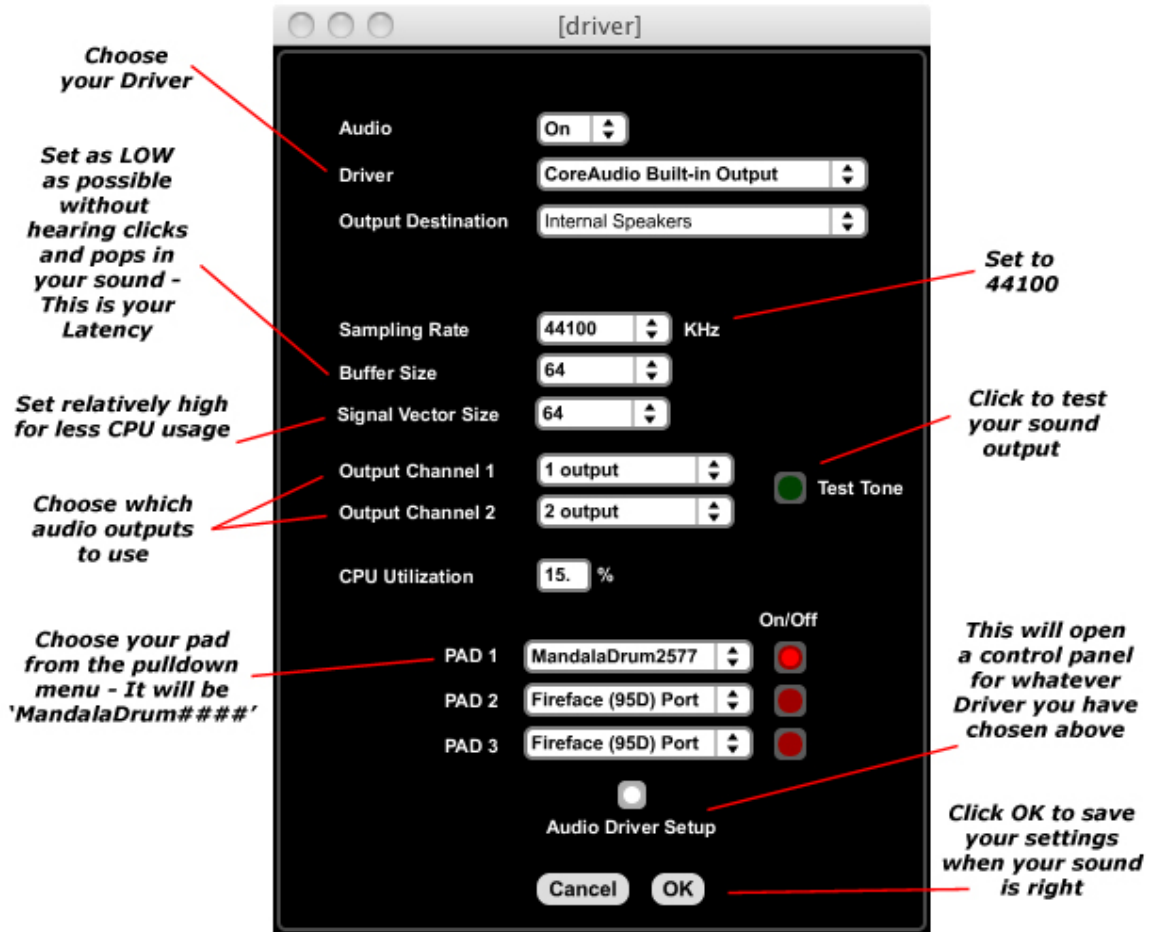 [driver]
Choose
your Driver
Audio
On
Set as LOW
as possible
without
hearing clicks
and pops in
your sound -
This is your
Latency
Driver
CoreAudio Built-in Output
Output Destination
Internal Speakers
Set to
44100
Sampling Rate
44100
KHz
Buffer Size
64
Set relatively high
for less CPU usage
Signal Vector Size
64
Click to test
your sound
output
Choose which
audio outputs
to use
Output Channel 1
1 output
Output Channel 2
2 output
Test Tone
CPU Utilization
15.
%
On/Off
Choose your pad
from the pulldown
menu - It will be
‘MandalaDrum####’
PAD 1
MandalaDrum2577
PAD 2
Fireface (95D) Port
PAD 3
Fireface (95D) Port
This will open
a control panel
for whatever
Driver you have
chosen above
Audio Driver Setup
Click OK to save
your settings
when your sound
is right
Cancel
OK